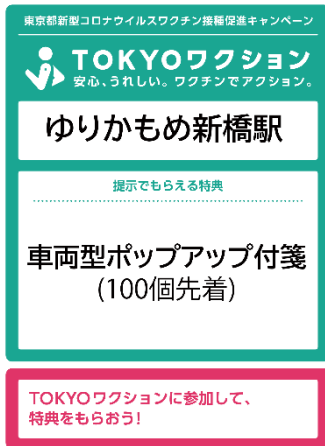 東京都新型コロナウイルスワクチン接種促進キャンペーン
TOKYOワクション
安心、うれしい。ワクチンでアクション。
ゆりかもめ新橋駅
提示でもらえる特典
車両型ポップアップ付箋
(100個先着)
TOKYOワクションに参加して、
特典をもらおう!